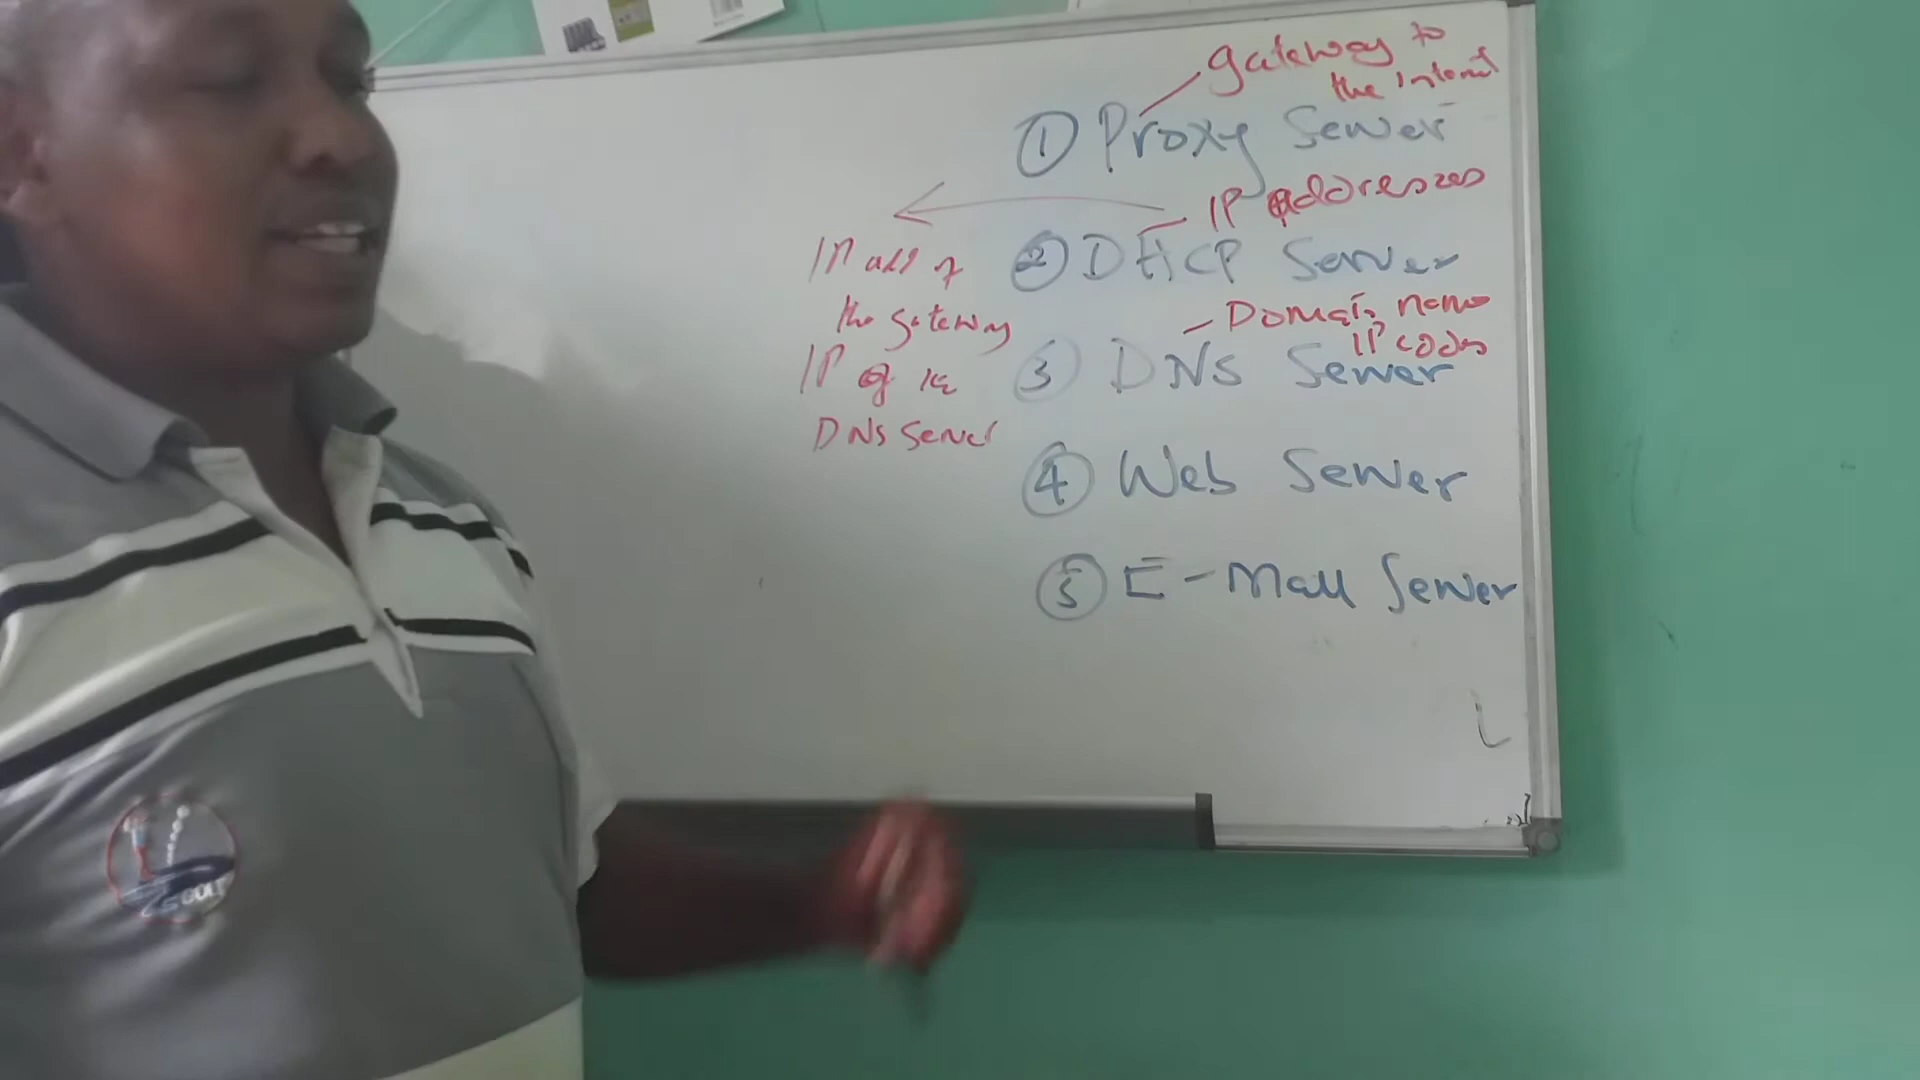 gateway to
the Internet
① Proxy Server
IP addresses
② DHCP Server
Domain name
IP codes
③ DNS Server
④ Web Server
⑤ E-Mail Server
IP add of
the gateway
IP of the
DNS Server
GOLF